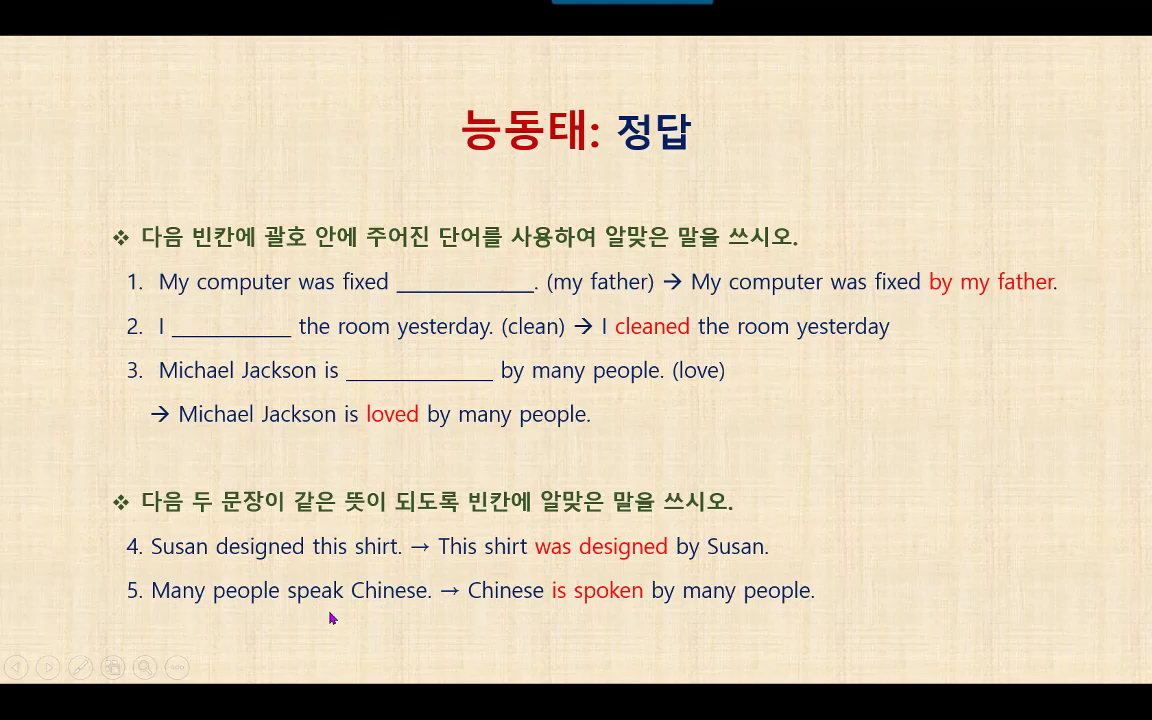 능동태: 정답
❖ 다음 빈칸에 괄호 안에 주어진 단어를 사용하여 알맞은 말을 쓰시오.
1. My computer was fixed ____________. (my father) → My computer was fixed by my father.
2. I __________ the room yesterday. (clean) → I cleaned the room yesterday
3. Michael Jackson is _____________ by many people. (love)
→ Michael Jackson is loved by many people.
❖ 다음 두 문장이 같은 뜻이 되도록 빈칸에 알맞은 말을 쓰시오.
4. Susan designed this shirt. → This shirt was designed by Susan.
5. Many people speak Chinese. → Chinese is spoken by many people.